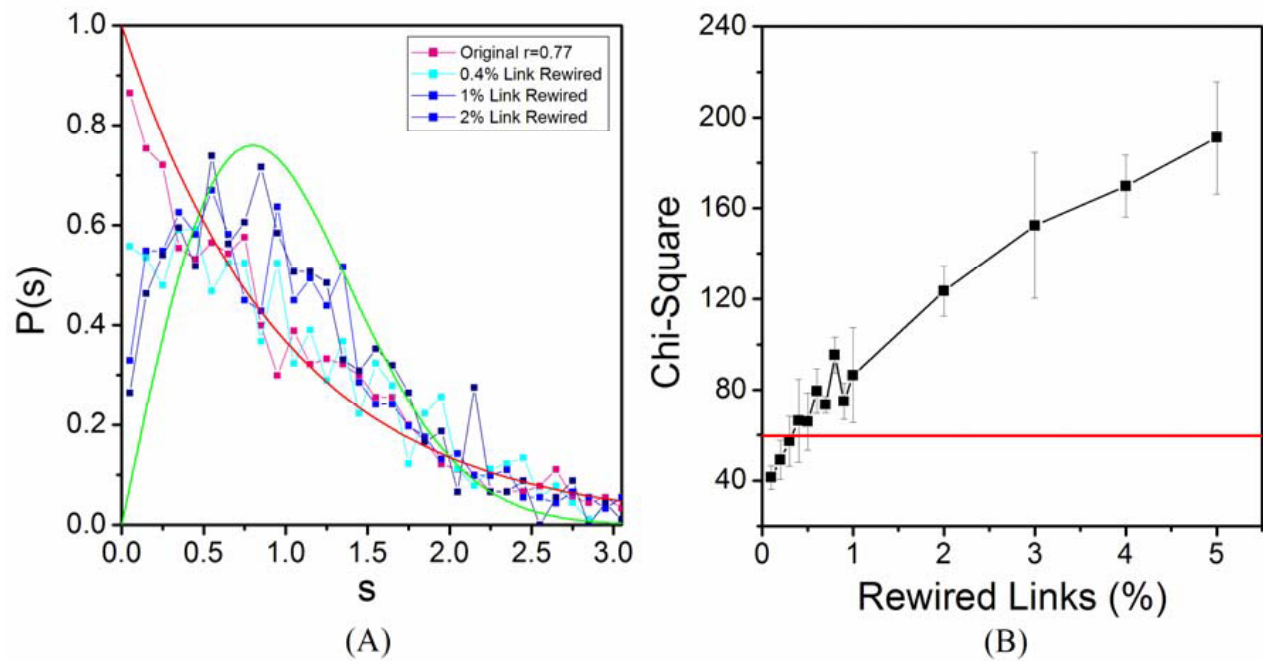 1.0
0.8
0.6
0.4
0.2
0.0
P(s)
Original r=0.77
0.4% Link Rewired
1% Link Rewired
2% Link Rewired
0.0 0.5 1.0 1.5 2.0 2.5 3.0
s
(A)
240
200
160
120
80
40
Chi-Square
0 1 2 3 4 5
Rewired Links (%)
(B)